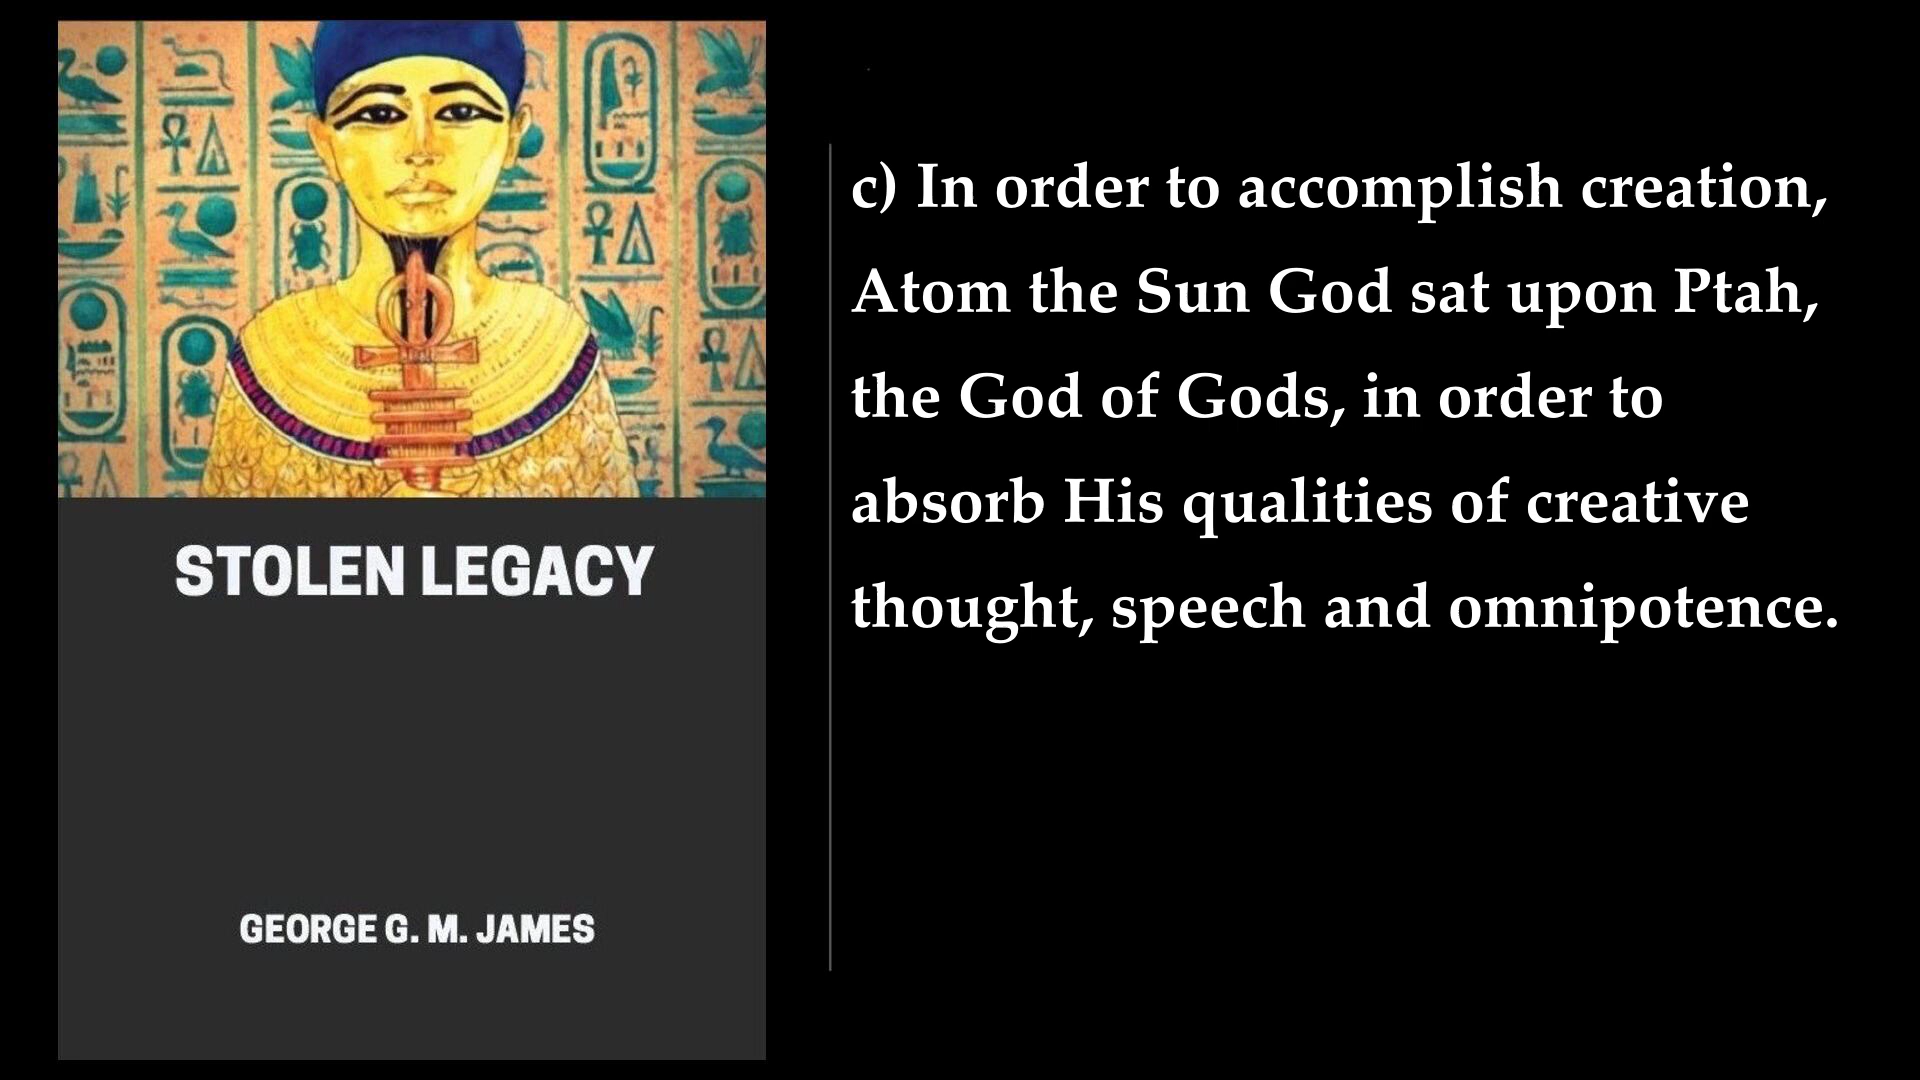 STOLEN LEGACY
GEORGE G. M. JAMES
c) In order to accomplish creation,
Atom the Sun God sat upon Ptah,
the God of Gods, in order to
absorb His qualities of creative
thought, speech and omnipotence.